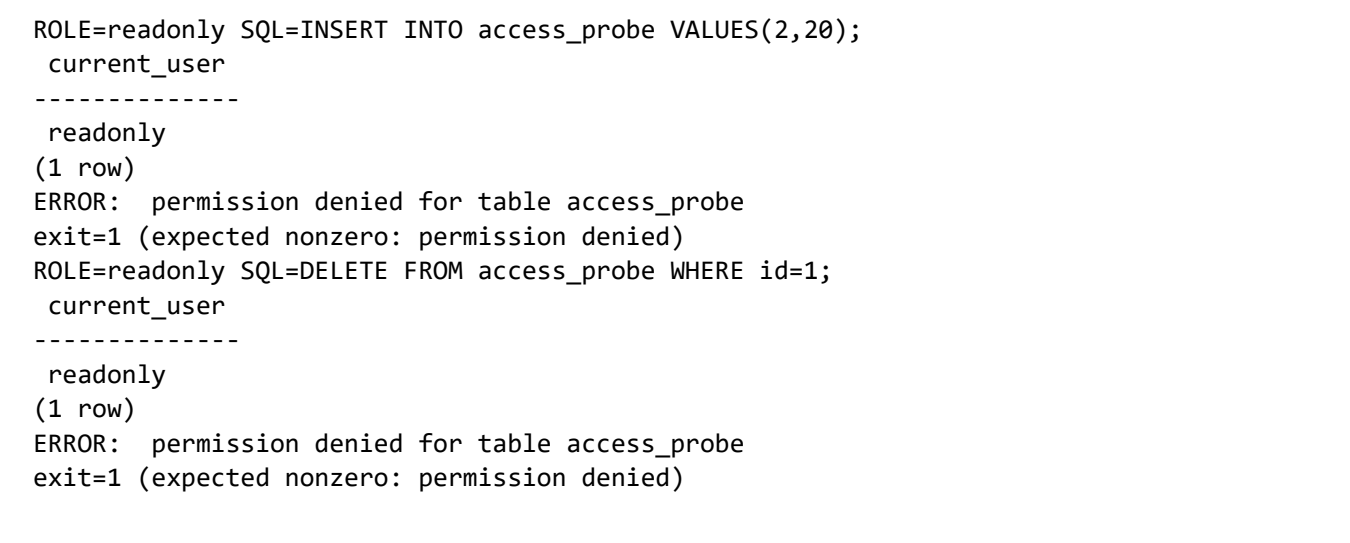 ROLE=readonly SQL=INSERT INTO access_probe VALUES(2,20);
 current_user
--------------
 readonly
(1 row)
ERROR:  permission denied for table access_probe
exit=1 (expected nonzero: permission denied)
ROLE=readonly SQL=DELETE FROM access_probe WHERE id=1;
 current_user
--------------
 readonly
(1 row)
ERROR:  permission denied for table access_probe
exit=1 (expected nonzero: permission denied)